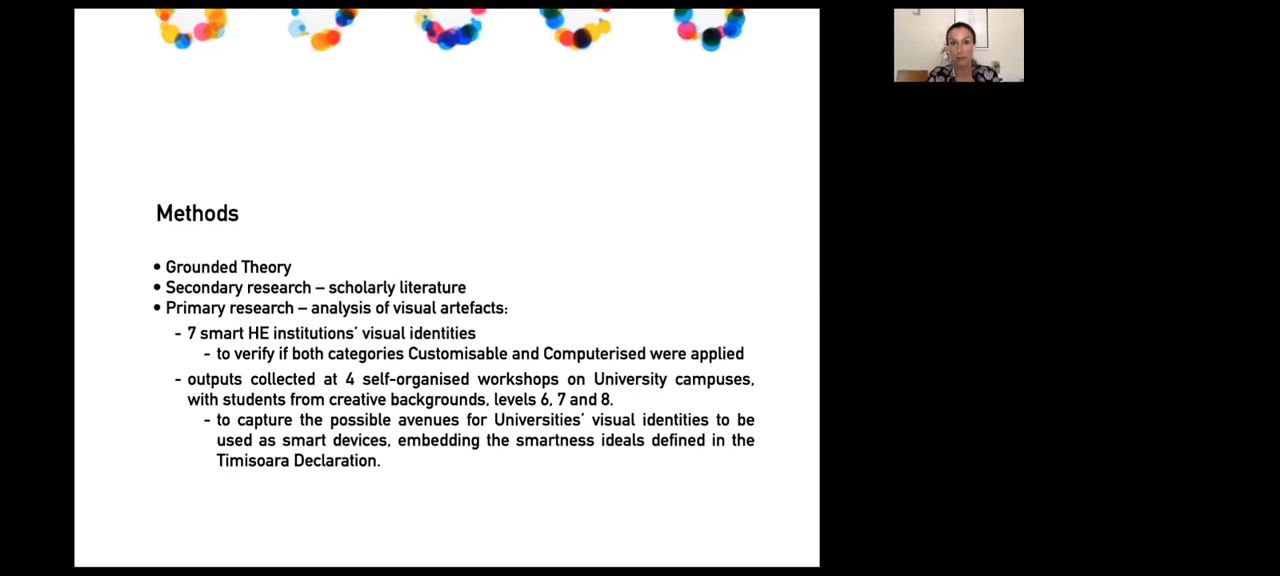 Methods
• Grounded Theory
• Secondary research – scholarly literature
• Primary research – analysis of visual artefacts:
- 7 smart HE institutions’ visual identities
- to verify if both categories Customisable and Computerised were applied
- outputs collected at 4 self-organised workshops on University campuses,
with students from creative backgrounds, levels 6, 7 and 8.
- to capture the possible avenues for Universities’ visual identities to be
used as smart devices, embedding the smartness ideals defined in the
Timisoara Declaration.